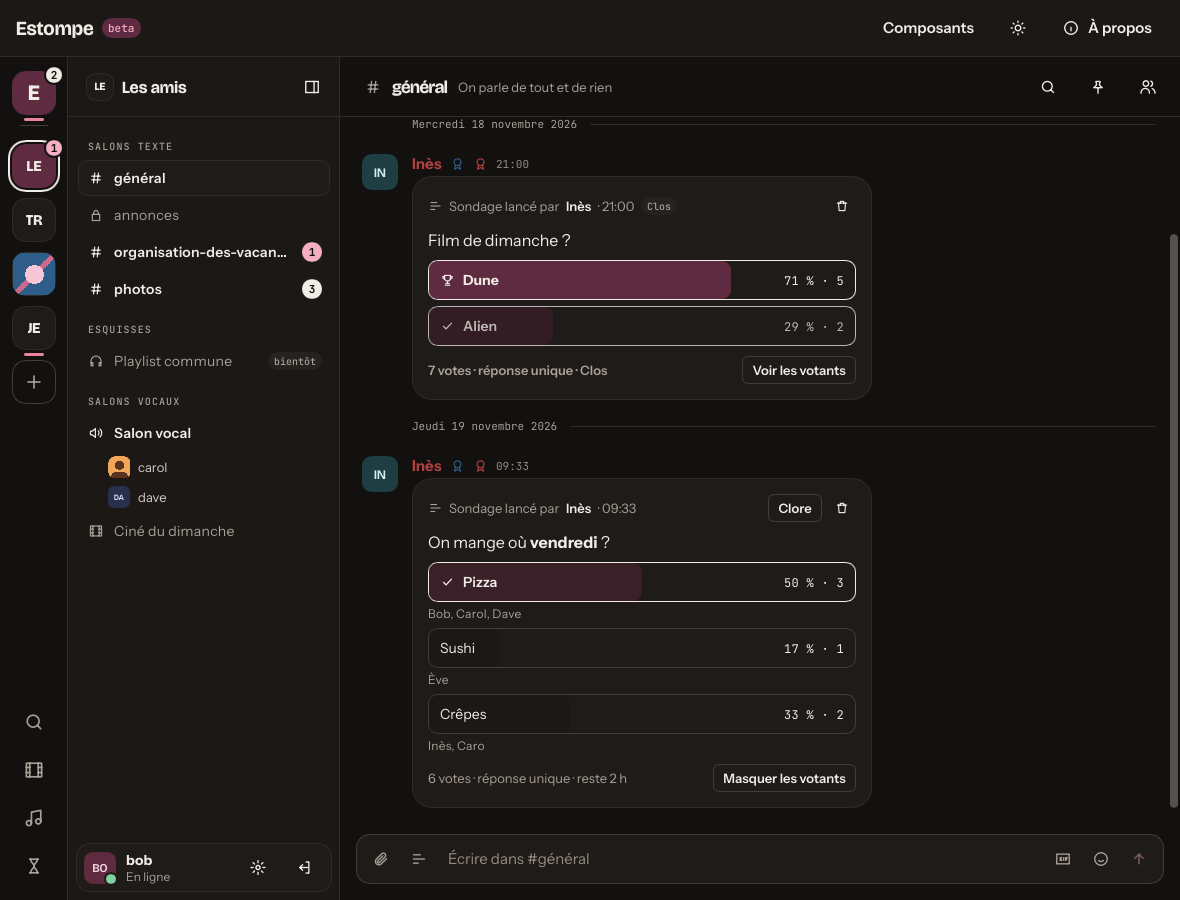 Estompe beta
Composants
À propos
E 2
LE 1
TR
JE
LE Les amis
SALONS TEXTE
# général
annonces
# organisation-des-vacan... 1
# photos 3
ESQUISSES
Playlist commune bientôt
SALONS VOCAUX
Salon vocal
carol
DA dave
Ciné du dimanche
BO bob
En ligne
# général On parle de tout et de rien
Mercredi 18 novembre 2026
IN Inès 21:00
Sondage lancé par Inès · 21:00 Clos
Film de dimanche ?
Dune 71 % · 5
Alien 29 % · 2
7 votes · réponse unique · Clos Voir les votants
Jeudi 19 novembre 2026
IN Inès 09:33
Sondage lancé par Inès · 09:33 Clore
On mange où vendredi ?
Pizza 50 % · 3
Bob, Carol, Dave
Sushi 17 % · 1
Ève
Crêpes 33 % · 2
Inès, Caro
6 votes · réponse unique · reste 2 h Masquer les votants
Écrire dans #général GIF